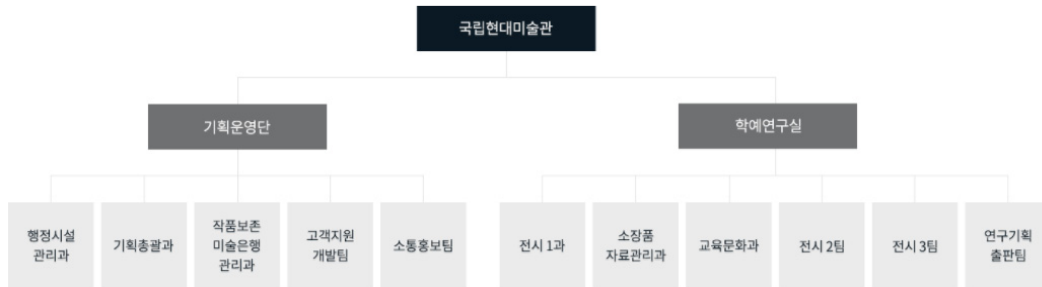 국립현대미술관
기획운영단
학예연구실
행정시설
관리과
기획총괄과
작품보존
미술은행
관리과
고객지원
개발팀
소통홍보팀
전시 1과
소장품
자료관리과
교육문화과
전시 2팀
전시 3팀
연구기획
출판팀